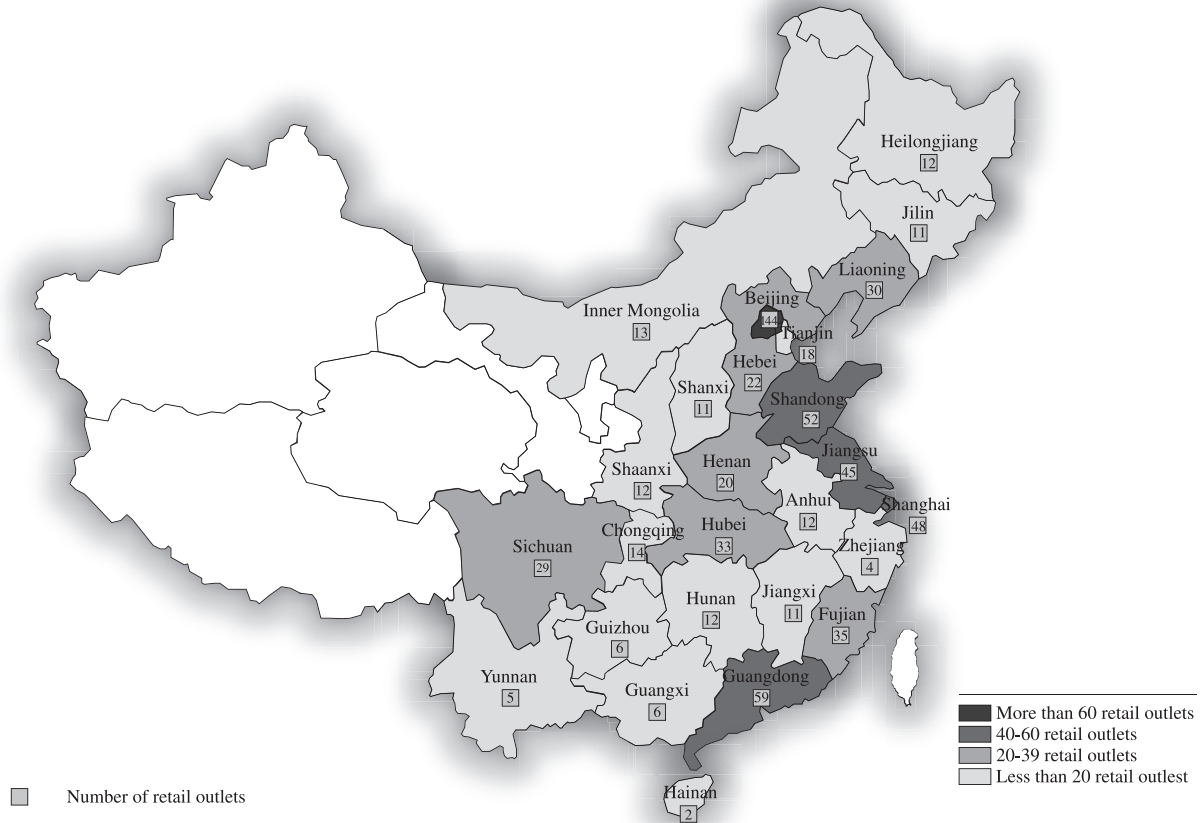 Heilongjiang
12
Jilin
11
Liaoning
30
Beijing
144
Inner Mongolia
13
Tianjin
18
Hebei
22
Shanxi
11
Shandong
52
Jiangsu
45
Henan
20
Shaanxi
12
Anhui
12
Shanghai
48
Hubei
33
Chongqing
14
Sichuan
29
Zhejiang
4
Jiangxi
11
Hunan
12
Fujian
35
Guizhou
6
Yunnan
5
Guangxi
6
Guangdong
59
Hainan
2
More than 60 retail outlets
40-60 retail outlets
20-39 retail outlets
Less than 20 retail outlest
Number of retail outlets